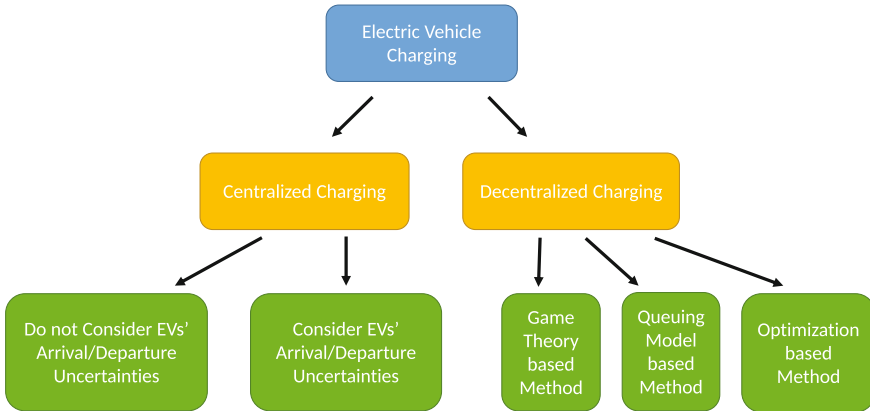 Electric Vehicle
Charging
Centralized Charging
Decentralized Charging
Do not Consider EVs’
Arrival/Departure
Uncertainties
Consider EVs’
Arrival/Departure
Uncertainties
Game
Theory
based
Method
Queuing
Model
based
Method
Optimization
based
Method